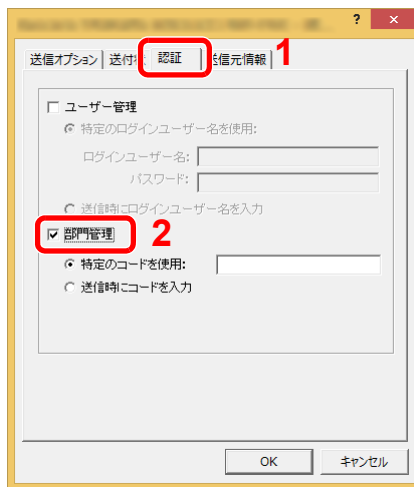 ? ×
送信オプション 送付 認証 送信元情報 1
ユーザー管理
特定のログインユーザー名を使用:
ログインユーザー名:
パスワード:
送信時にログインユーザー名を入力
部門管理 2
特定のコードを使用:
送信時にコードを入力
OK キャンセル